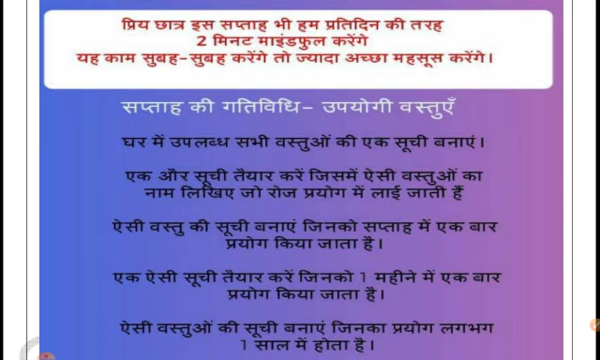 प्रिय छात्र इस सप्ताह भी हम प्रतिदिन की तरह
2 मिनट माइंडफुल करेंगे
यह काम सुबह-सुबह करेंगे तो ज्यादा अच्छा महसूस करेंगे।
सप्ताह की गतिविधि- उपयोगी वस्तुएँ
घर में उपलब्ध सभी वस्तुओं की एक सूची बनाएं।
एक और सूची तैयार करें जिसमें ऐसी वस्तुओं का
नाम लिखिए जो रोज प्रयोग में लाई जाती हैं
ऐसी वस्तु की सूची बनाएं जिनको सप्ताह में एक बार
प्रयोग किया जाता है।
एक ऐसी सूची तैयार करें जिनको 1 महीने में एक बार
प्रयोग किया जाता है।
ऐसी वस्तुओं की सूची बनाएं जिनका प्रयोग लगभग
1 साल में होता है।